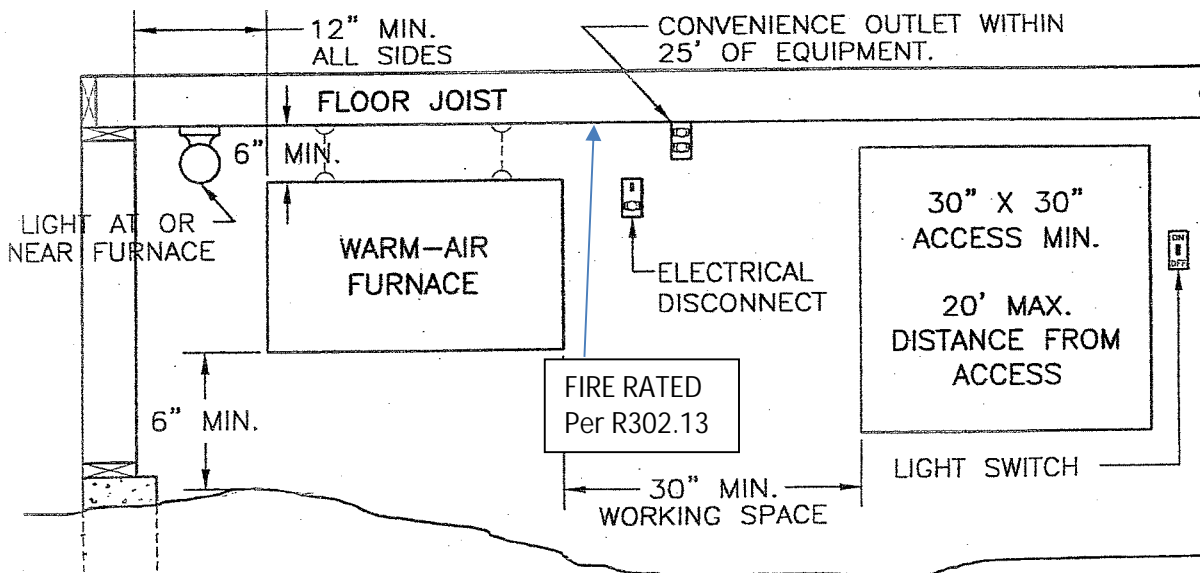 12" MIN.
ALL SIDES
CONVENIENCE OUTLET WITHIN
25' OF EQUIPMENT.
FLOOR JOIST
6" MIN.
LIGHT AT OR
NEAR FURNACE
WARM-AIR
FURNACE
ELECTRICAL
DISCONNECT
30" X 30"
ACCESS MIN.
20' MAX.
DISTANCE FROM
ACCESS
ON
OFF
FIRE RATED
Per R302.13
6" MIN.
LIGHT SWITCH
30" MIN.
WORKING SPACE